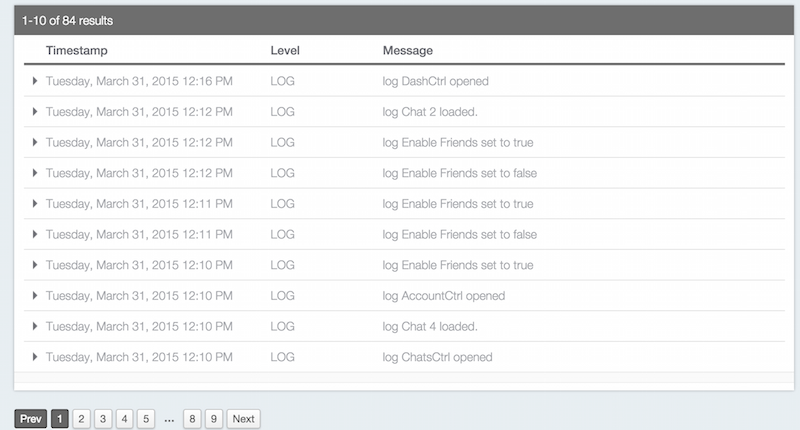 1-10 of 84 results
Timestamp Level Message
Tuesday, March 31, 2015 12:16 PM LOG log DashCtrl opened
Tuesday, March 31, 2015 12:12 PM LOG log Chat 2 loaded.
Tuesday, March 31, 2015 12:12 PM LOG log Enable Friends set to true
Tuesday, March 31, 2015 12:12 PM LOG log Enable Friends set to false
Tuesday, March 31, 2015 12:11 PM LOG log Enable Friends set to true
Tuesday, March 31, 2015 12:11 PM LOG log Enable Friends set to false
Tuesday, March 31, 2015 12:10 PM LOG log Enable Friends set to true
Tuesday, March 31, 2015 12:10 PM LOG log AccountCtrl opened
Tuesday, March 31, 2015 12:10 PM LOG log Chat 4 loaded.
Tuesday, March 31, 2015 12:10 PM LOG log ChatsCtrl opened
Prev 1 2 3 4 5 ... 8 9 Next